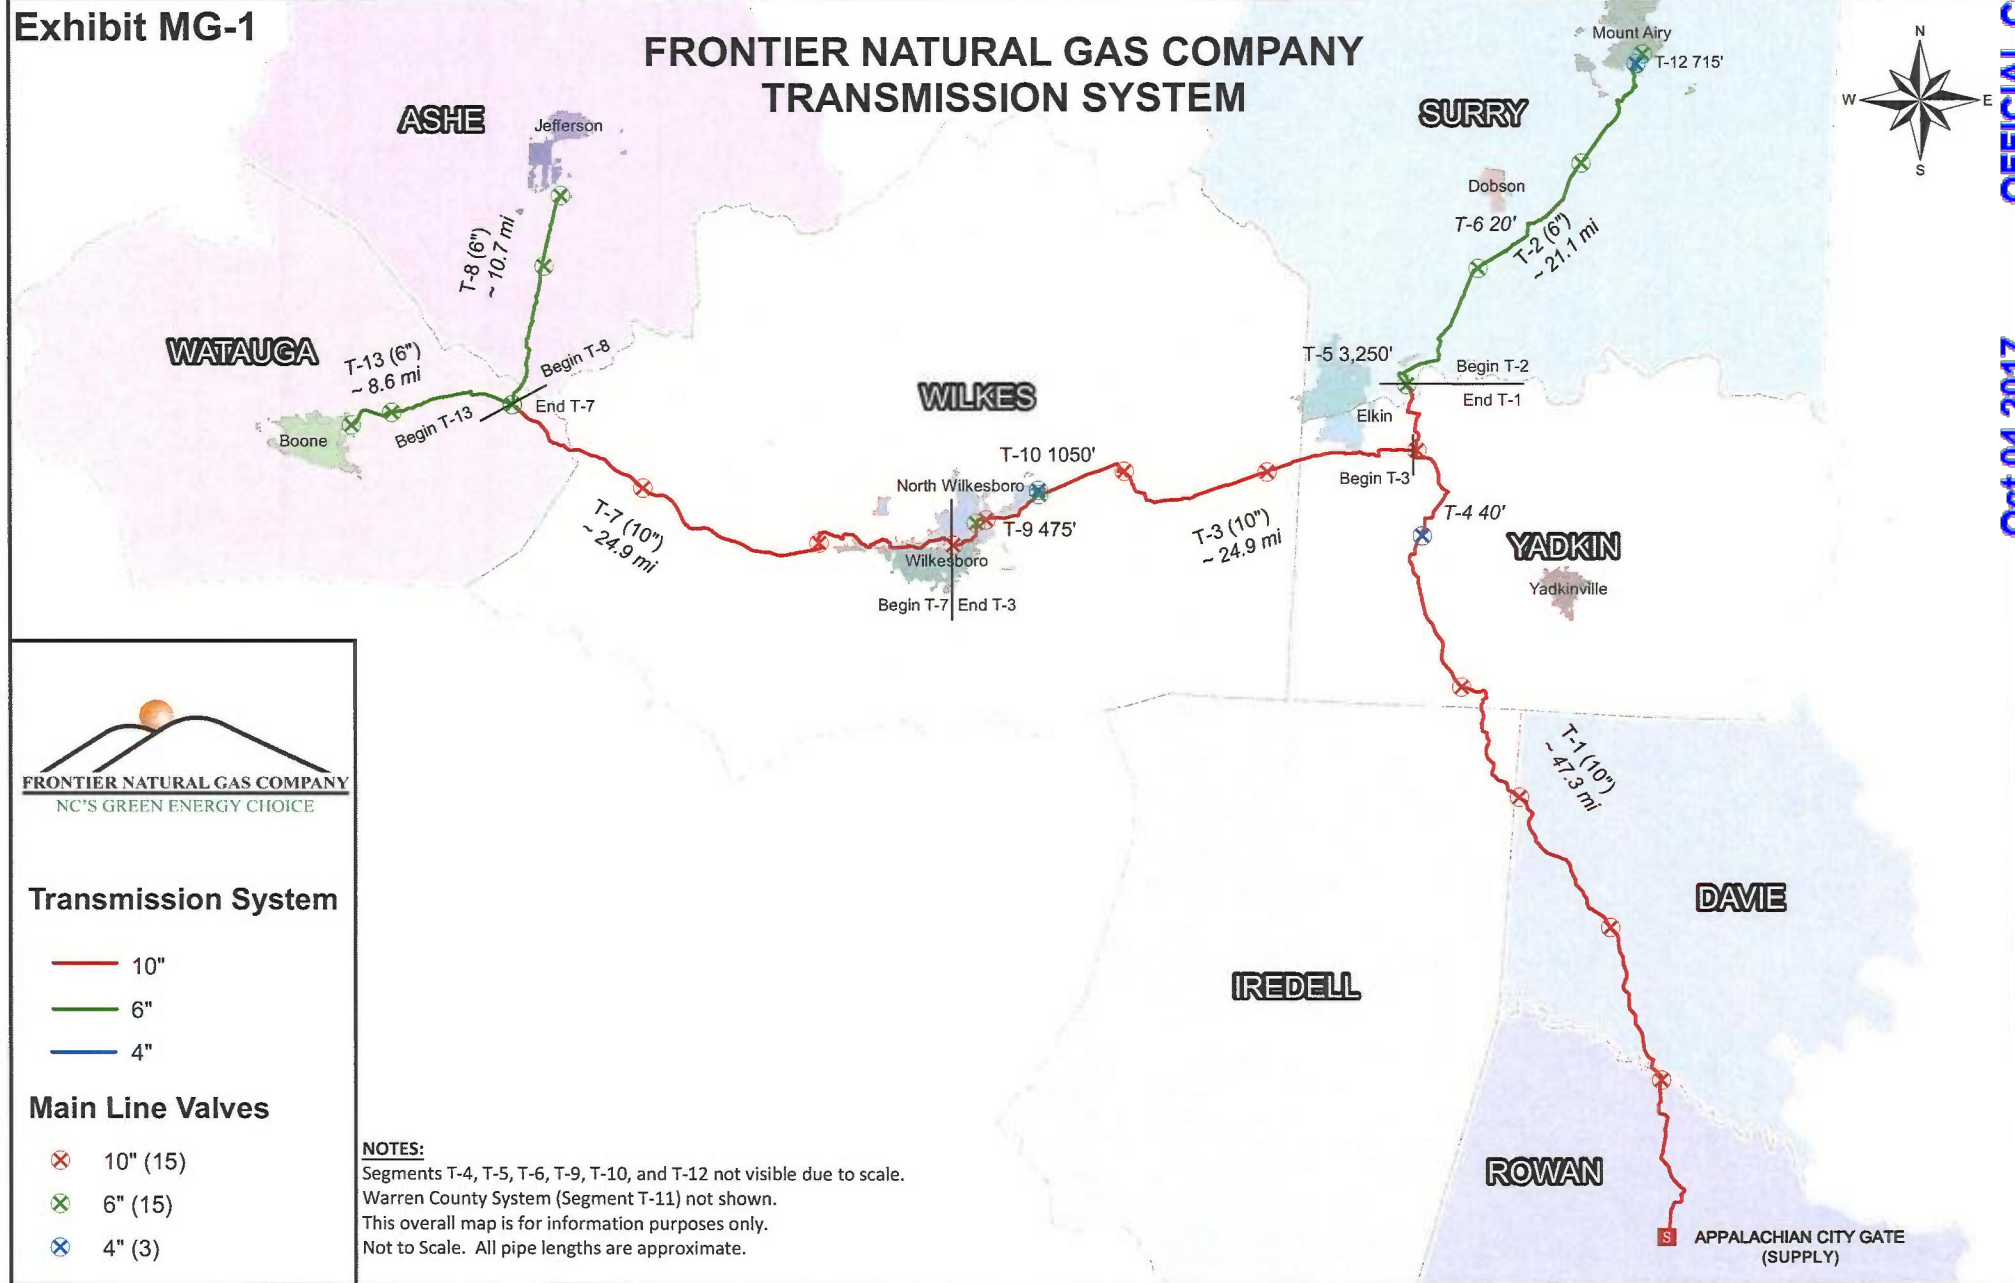 Exhibit MG-1
FRONTIER NATURAL GAS COMPANY
TRANSMISSION SYSTEM
N
W
E
S
Oct 04 2017
Mount Airy
T-12 715'
ASHE
Jefferson
SURRY
Dobson
T-6 20'
T-2 (6")
~ 21.1 mi
T-8 (6")
~ 10.7 mi
WATAUGA
T-13 (6")
~ 8.6 mi
Begin T-8
End T-7
Begin T-13
Boone
WILKES
T-5 3,250'
Begin T-2
End T-1
Elkin
T-10 1050'
North Wilkesboro
Begin T-3
T-7 (10")
~ 24.9 mi
T-9 475'
T-3 (10")
~ 24.9 mi
T-4 40'
YADKIN
Wilkesboro
Yadkinville
Begin T-7
End T-3
T-1 (10")
~ 47.3 mi
FRONTIER NATURAL GAS COMPANY
NC'S GREEN ENERGY CHOICE
DAVIE
IREDELL
ROWAN
S
APPALACHIAN CITY GATE
(SUPPLY)
Transmission System
10"
6"
4"
Main Line Valves
10" (15)
6" (15)
4" (3)
NOTES:
Segments T-4, T-5, T-6, T-9, T-10, and T-12 not visible due to scale.
Warren County System (Segment T-11) not shown.
This overall map is for information purposes only.
Not to Scale. All pipe lengths are approximate.